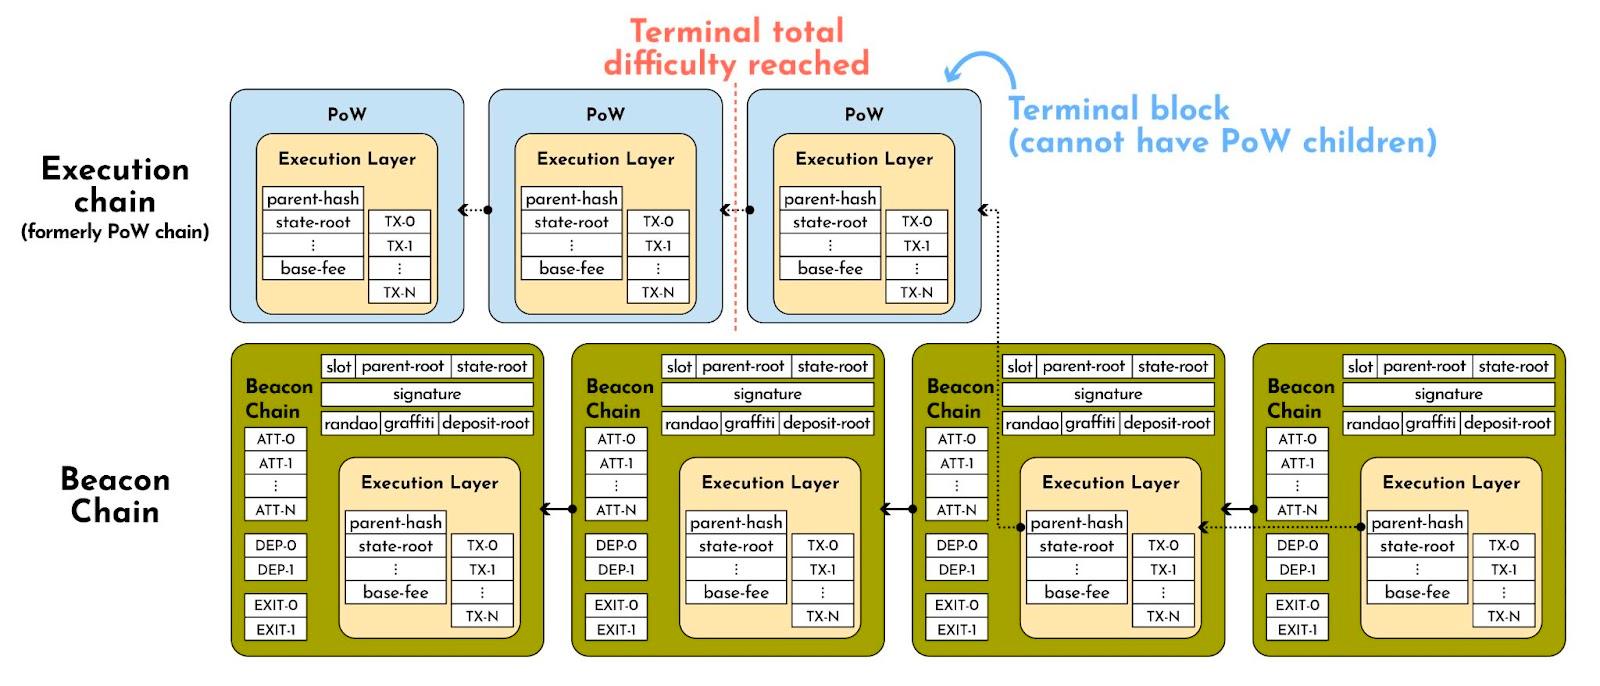 Terminal total
difficulty reached
Terminal block
(cannot have PoW children)
Execution
chain
(formerly PoW chain)
PoW
Execution Layer
parent-hash
state-root
⋮
base-fee
TX-0
TX-1
⋮
TX-N
PoW
Execution Layer
parent-hash
state-root
⋮
base-fee
TX-0
TX-1
⋮
TX-N
PoW
Execution Layer
parent-hash
state-root
⋮
base-fee
TX-0
TX-1
⋮
TX-N
Beacon
Chain
Beacon
Chain
slot parent-root state-root
signature
randao graffiti deposit-root
ATT-0
ATT-1
⋮
ATT-N
DEP-0
DEP-1
EXIT-0
EXIT-1
Execution Layer
parent-hash
state-root
⋮
base-fee
TX-0
TX-1
⋮
TX-N
Beacon
Chain
slot parent-root state-root
signature
randao graffiti deposit-root
ATT-0
ATT-1
⋮
ATT-N
DEP-0
DEP-1
EXIT-0
EXIT-1
Execution Layer
parent-hash
state-root
⋮
base-fee
TX-0
TX-1
⋮
TX-N
Beacon
Chain
slot parent-root state-root
signature
randao graffiti deposit-root
ATT-0
ATT-1
⋮
ATT-N
DEP-0
DEP-1
EXIT-0
EXIT-1
Execution Layer
parent-hash
state-root
⋮
base-fee
TX-0
TX-1
⋮
TX-N
Beacon
Chain
slot parent-root state-root
signature
randao graffiti deposit-root
ATT-0
ATT-1
⋮
ATT-N
DEP-0
DEP-1
EXIT-0
EXIT-1
Execution Layer
parent-hash
state-root
⋮
base-fee
TX-0
TX-1
⋮
TX-N